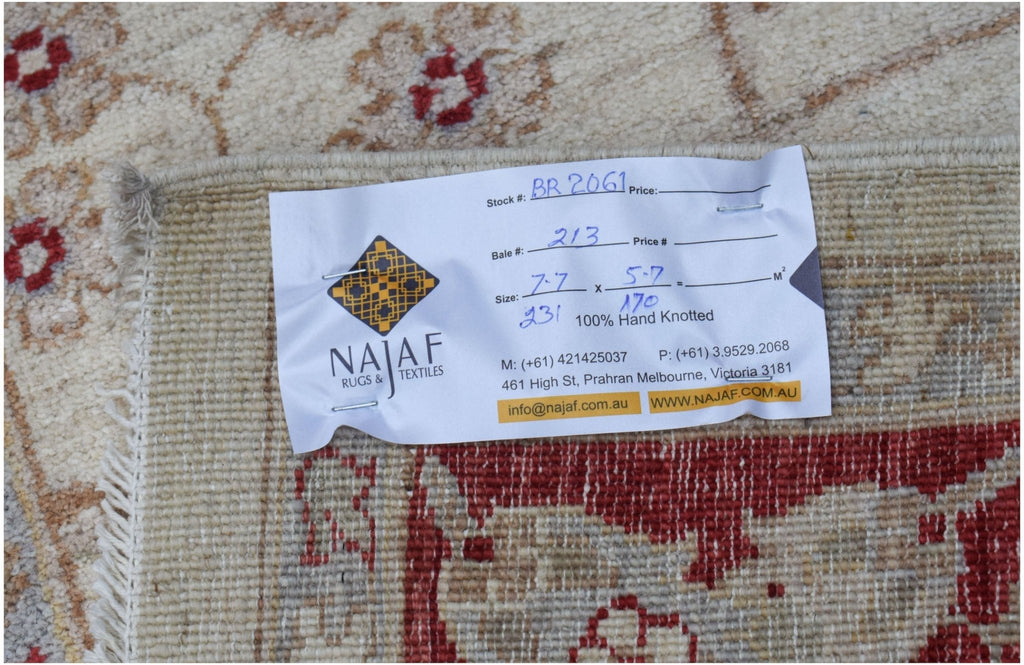 Stock #: BR 2061 Price:
Bale #: 213 Price #
Size: 7-7 x 5-7 = M²
231 170
100% Hand Knotted
NAJAF
RUGS & TEXTILES
M: (+61) 421425037 P: (+61) 3.9529.2068
461 High St, Prahran Melbourne, Victoria 3181
info@najaf.com.au WWW.NAJAF.COM.AU